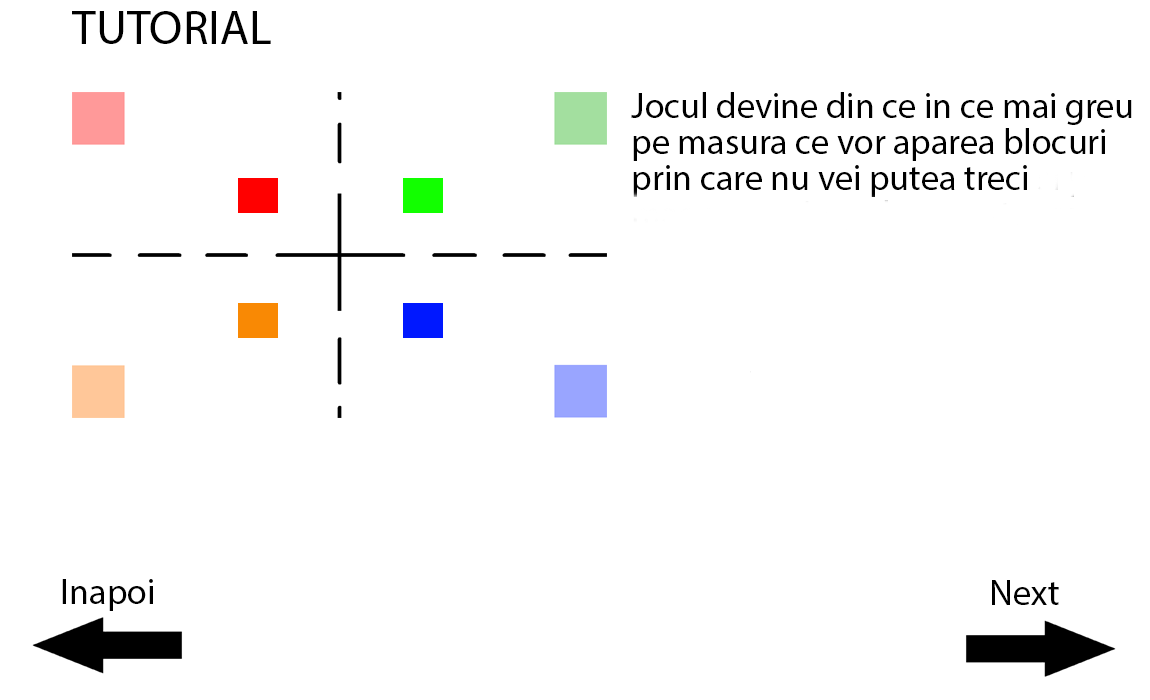 TUTORIAL
Jocul devine din ce in ce mai greu
pe masura ce vor aparea blocuri
prin care nu vei putea treci
Inapoi
Next